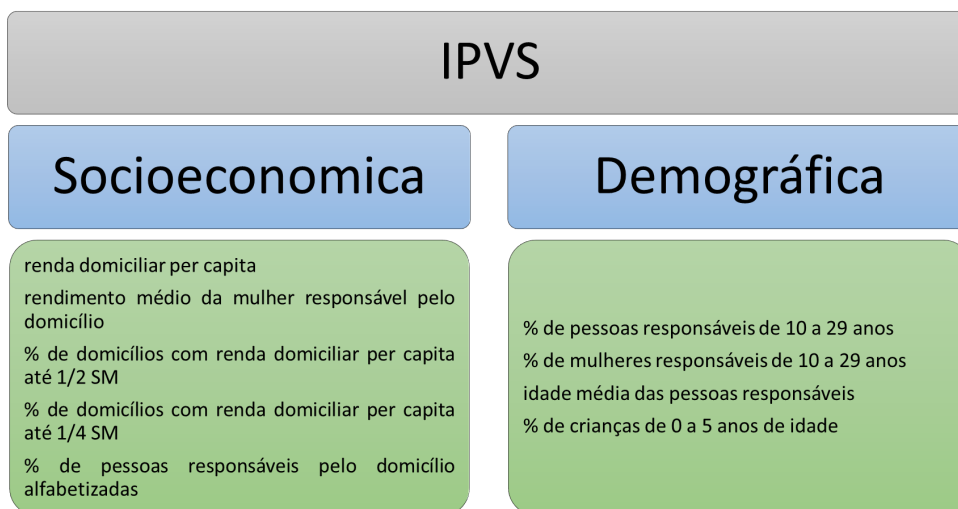 IPVS
Socioeconomica
renda domiciliar per capita
rendimento médio da mulher responsável pelo
domicílio
% de domicílios com renda domiciliar per capita
até 1/2 SM
% de domicílios com renda domiciliar per capita
até 1/4 SM
% de pessoas responsáveis pelo domicílio
alfabetizadas
Demográfica
% de pessoas responsáveis de 10 a 29 anos
% de mulheres responsáveis de 10 a 29 anos
idade média das pessoas responsáveis
% de crianças de 0 a 5 anos de idade